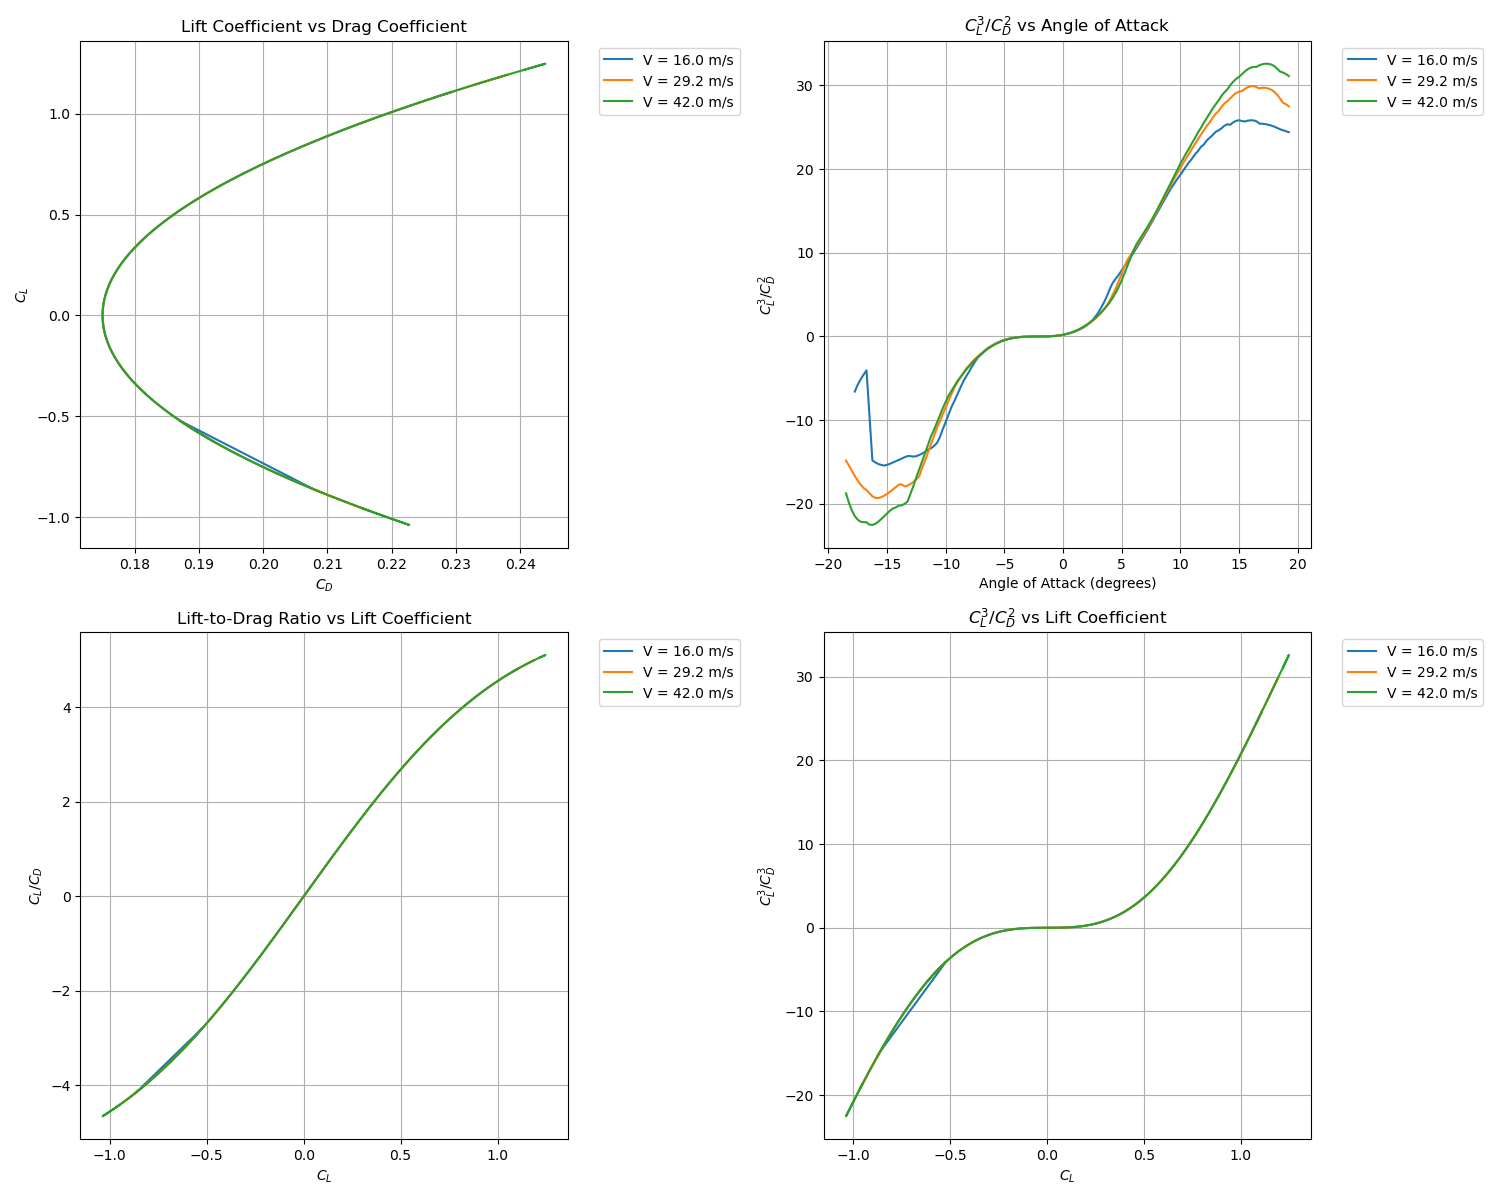 Lift Coefficient vs Drag Coefficient
1.0
0.5
0.0
−0.5
−1.0
C_L
0.18 0.19 0.20 0.21 0.22 0.23 0.24
C_D
V = 16.0 m/s
V = 29.2 m/s
V = 42.0 m/s
C_L^3/C_D^2 vs Angle of Attack
30
20
10
0
−10
−20
C_L^3/C_D^2
−20 −15 −10 −5 0 5 10 15 20
Angle of Attack (degrees)
V = 16.0 m/s
V = 29.2 m/s
V = 42.0 m/s
Lift-to-Drag Ratio vs Lift Coefficient
4
2
0
−2
−4
C_L/C_D
−1.0 −0.5 0.0 0.5 1.0
C_L
V = 16.0 m/s
V = 29.2 m/s
V = 42.0 m/s
C_L^3/C_D^2 vs Lift Coefficient
30
20
10
0
−10
−20
C_L^3/C_D^3
−1.0 −0.5 0.0 0.5 1.0
C_L
V = 16.0 m/s
V = 29.2 m/s
V = 42.0 m/s